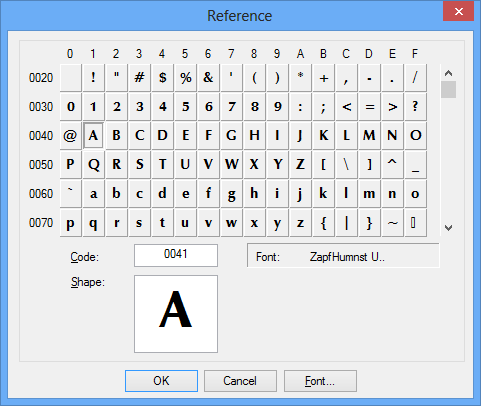 Reference
0 1 2 3 4 5 6 7 8 9 A B C D E F
0020 ! " # $ % & ' ( ) * + , - . /
0030 0 1 2 3 4 5 6 7 8 9 : ; < = > ?
0040 @ A B C D E F G H I J K L M N O
0050 P Q R S T U V W X Y Z [ \ ] ^ _
0060 ` a b c d e f g h i j k l m n o
0070 p q r s t u v w x y z { | } ~ ▯
Code: 0041 Font: ZapfHumnst U..
Shape: A
OK Cancel Font...